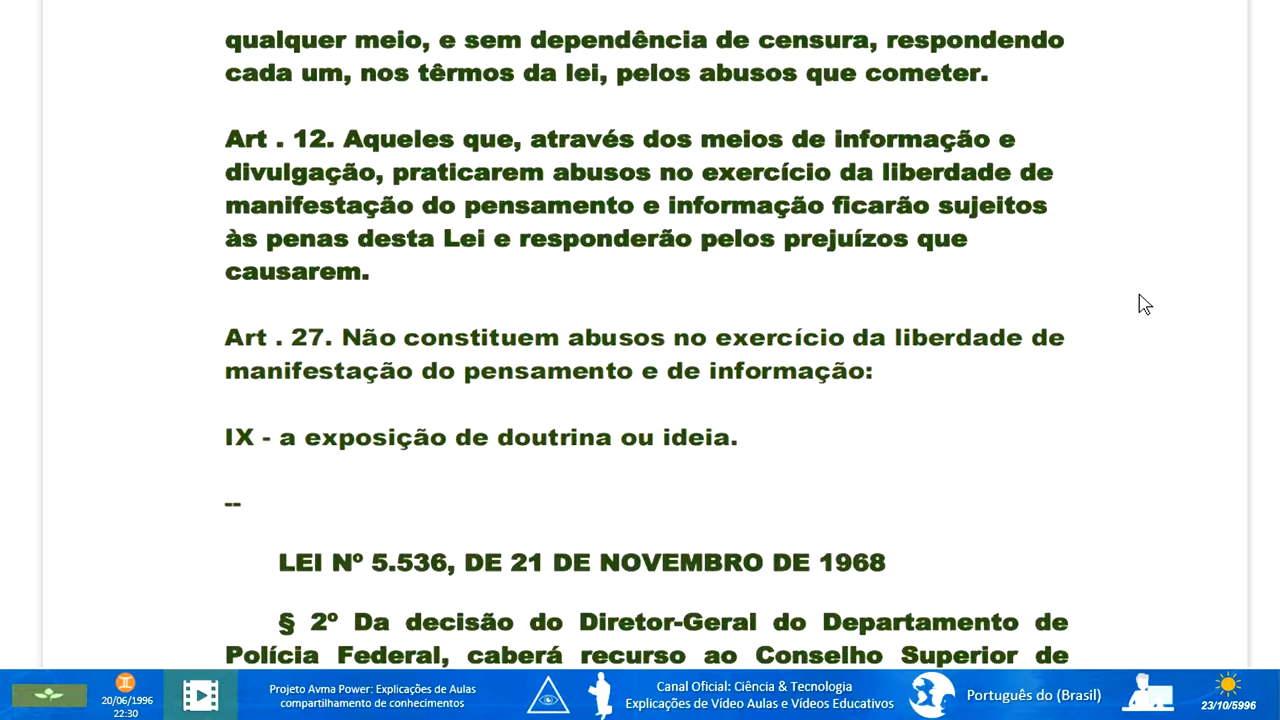 qualquer meio, e sem dependência de censura, respondendo
cada um, nos têrmos da lei, pelos abusos que cometer.
Art . 12. Aqueles que, através dos meios de informação e
divulgação, praticarem abusos no exercício da liberdade de
manifestação do pensamento e informação ficarão sujeitos
às penas desta Lei e responderão pelos prejuízos que
causarem.
Art . 27. Não constituem abusos no exercício da liberdade de
manifestação do pensamento e de informação:
IX - a exposição de doutrina ou ideia.
--
LEI Nº 5.536, DE 21 DE NOVEMBRO DE 1968
§ 2º Da decisão do Diretor-Geral do Departamento de
Polícia Federal, caberá recurso ao Conselho Superior de
20/06/1996
22:30
Projeto Avma Power: Explicações de Aulas
compartilhamento de conhecimentos
Canal Oficial: Ciência & Tecnologia
Explicações de Vídeo Aulas e Vídeos Educativos
Português do (Brasil)
23/10/5996